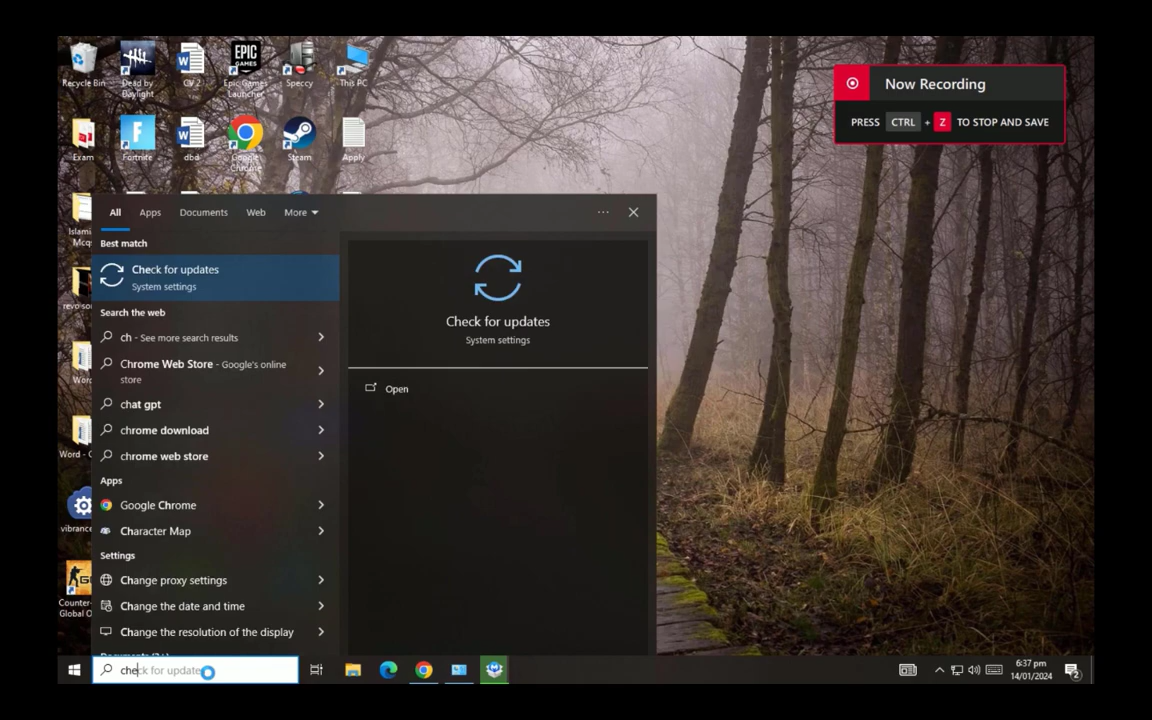 Recycle Bin
Dead by
Daylight
CV 2
Epic Games
Launcher
Speccy
This PC
EPIC
GAMES
Exam
Fortnite
dbd
Google
Chrome
Steam
Apply
Now Recording
PRESS CTRL + Z TO STOP AND SAVE
All Apps Documents Web More
Best match
Check for updates
System settings
Search the web
ch - See more search results
Chrome Web Store - Google's online
store
chat gpt
chrome download
chrome web store
Apps
Google Chrome
Character Map
Settings
Change proxy settings
Change the date and time
Change the resolution of the display
Check for updates
System settings
Open
Word - C
vibrance
Counter-
Global O
check for update
6:37 pm
14/01/2024
2